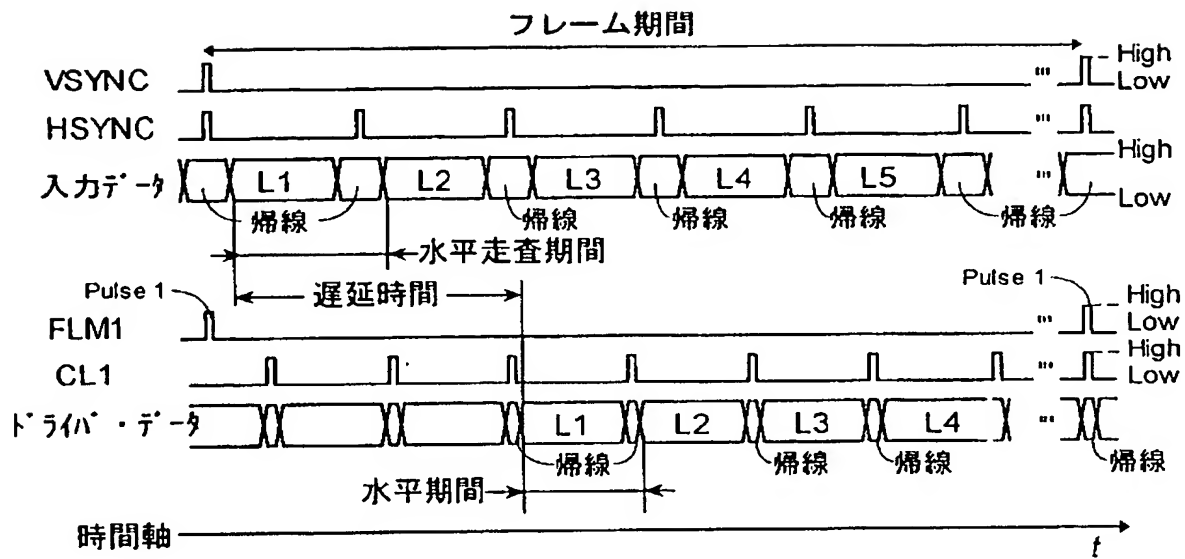 フレーム期間
VSYNC
High
Low
HSYNC
入力データ
L1
L2
L3
L4
L5
High
Low
帰線
帰線
帰線
帰線
帰線
水平走査期間
遅延時間
Pulse 1
Pulse 1
FLM1
High
Low
CL1
High
Low
ドライバ・データ
L1
L2
L3
L4
帰線
帰線
帰線
帰線
水平期間
時間軸
t